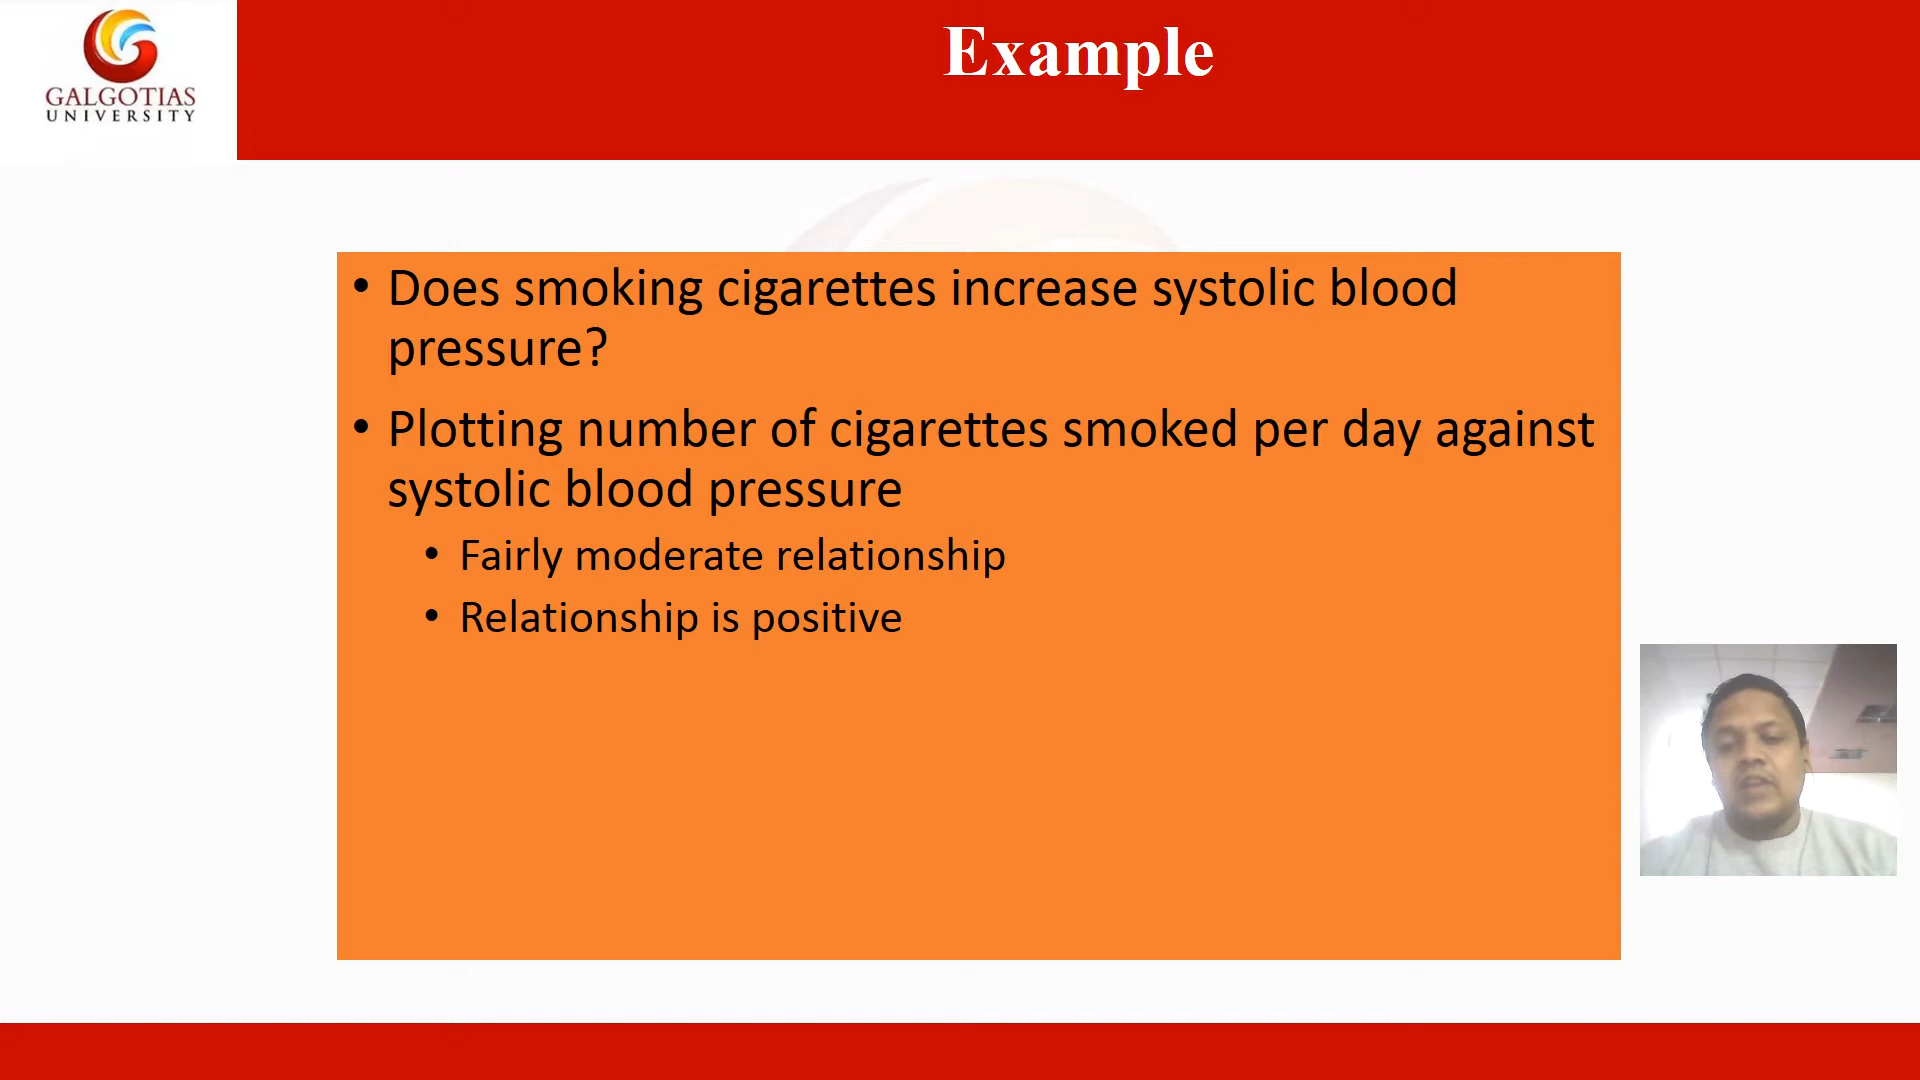 GALGOTIAS
UNIVERSITY
Example
• Does smoking cigarettes increase systolic blood
pressure?
• Plotting number of cigarettes smoked per day against
systolic blood pressure
• Fairly moderate relationship
• Relationship is positive